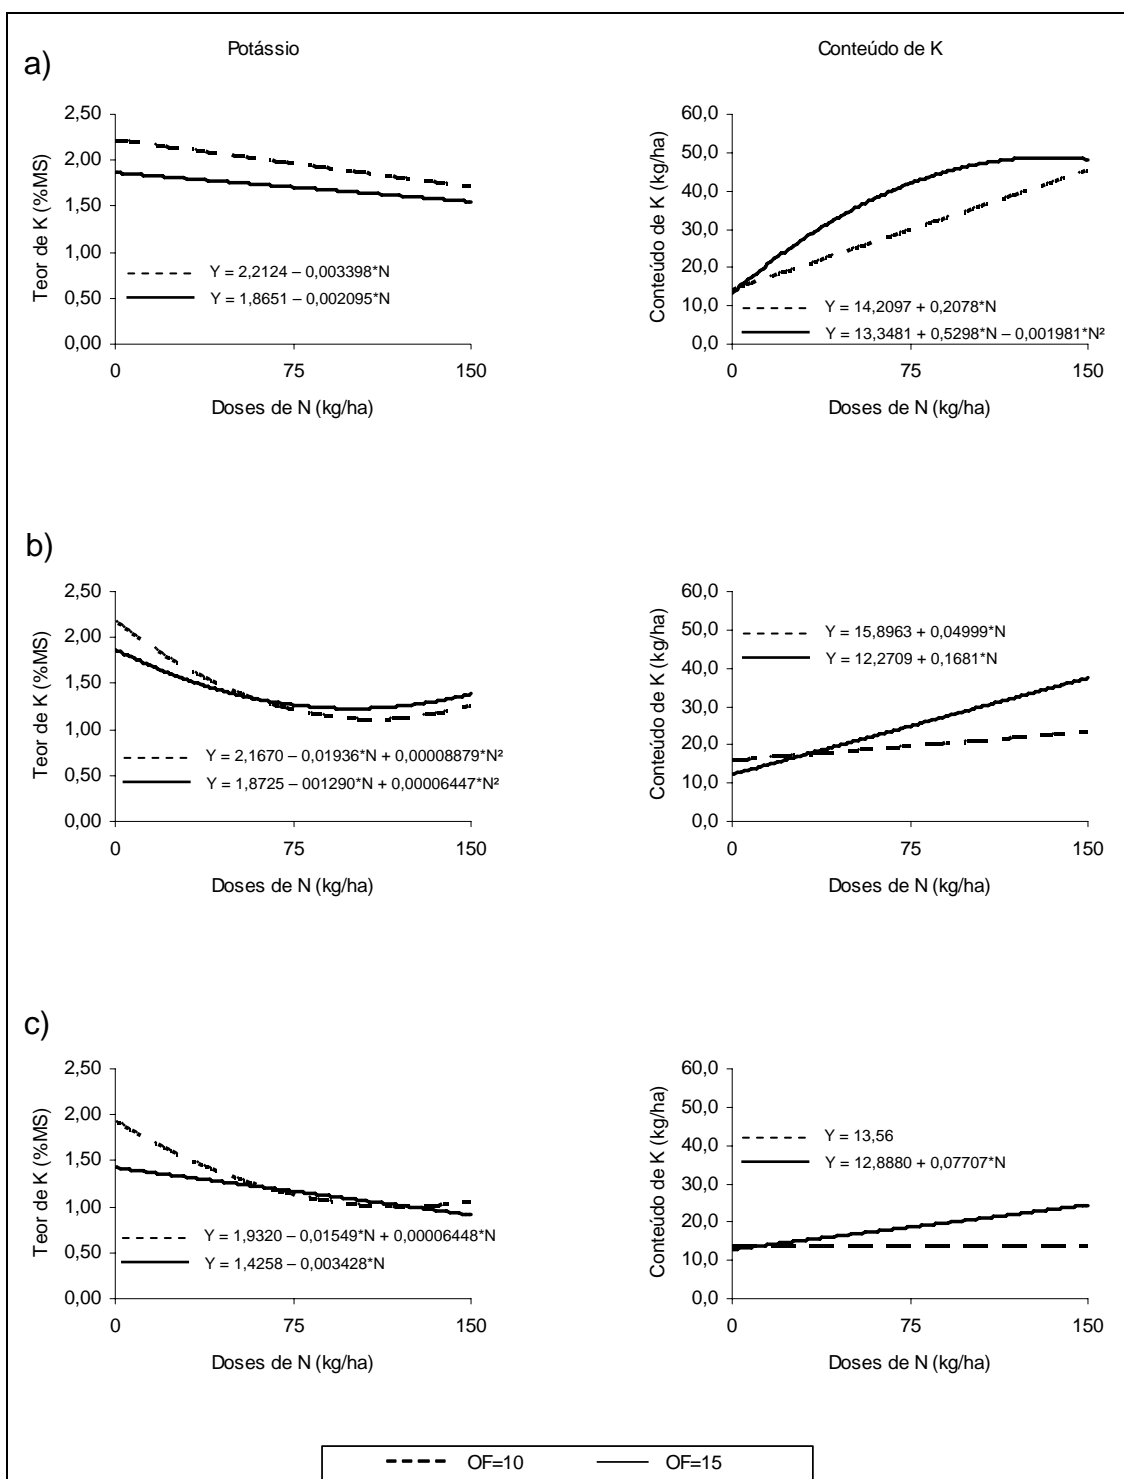 Potássio
Conteúdo de K
a)
Teor de K (%MS)
2,50
2,00
1,50
1,00
0,50
0,00
Y = 2,2124 – 0,003398*N
Y = 1,8651 – 0,002095*N
0 75 150
Doses de N (kg/ha)
Conteúdo de K (kg/ha)
60,0
50,0
40,0
30,0
20,0
10,0
0,0
Y = 14,2097 + 0,2078*N
Y = 13,3481 + 0,5298*N – 0,001981*N²
0 75 150
Doses de N (kg/ha)
b)
Teor de K (%MS)
2,50
2,00
1,50
1,00
0,50
0,00
Y = 2,1670 – 0,01936*N + 0,00008879*N²
Y = 1,8725 – 001290*N + 0,00006447*N²
0 75 150
Doses de N (kg/ha)
Conteúdo de K (kg/ha)
60,0
50,0
40,0
30,0
20,0
10,0
0,0
Y = 15,8963 + 0,04999*N
Y = 12,2709 + 0,1681*N
0 75 150
Doses de N (kg/ha)
c)
Teor de K (%MS)
2,50
2,00
1,50
1,00
0,50
0,00
Y = 1,9320 – 0,01549*N + 0,00006448*N
Y = 1,4258 – 0,003428*N
0 75 150
Doses de N (kg/ha)
Conteúdo de K (kg/ha)
60,0
50,0
40,0
30,0
20,0
10,0
0,0
Y = 13,56
Y = 12,8880 + 0,07707*N
0 75 150
Doses de N (kg/ha)
OF=10 OF=15